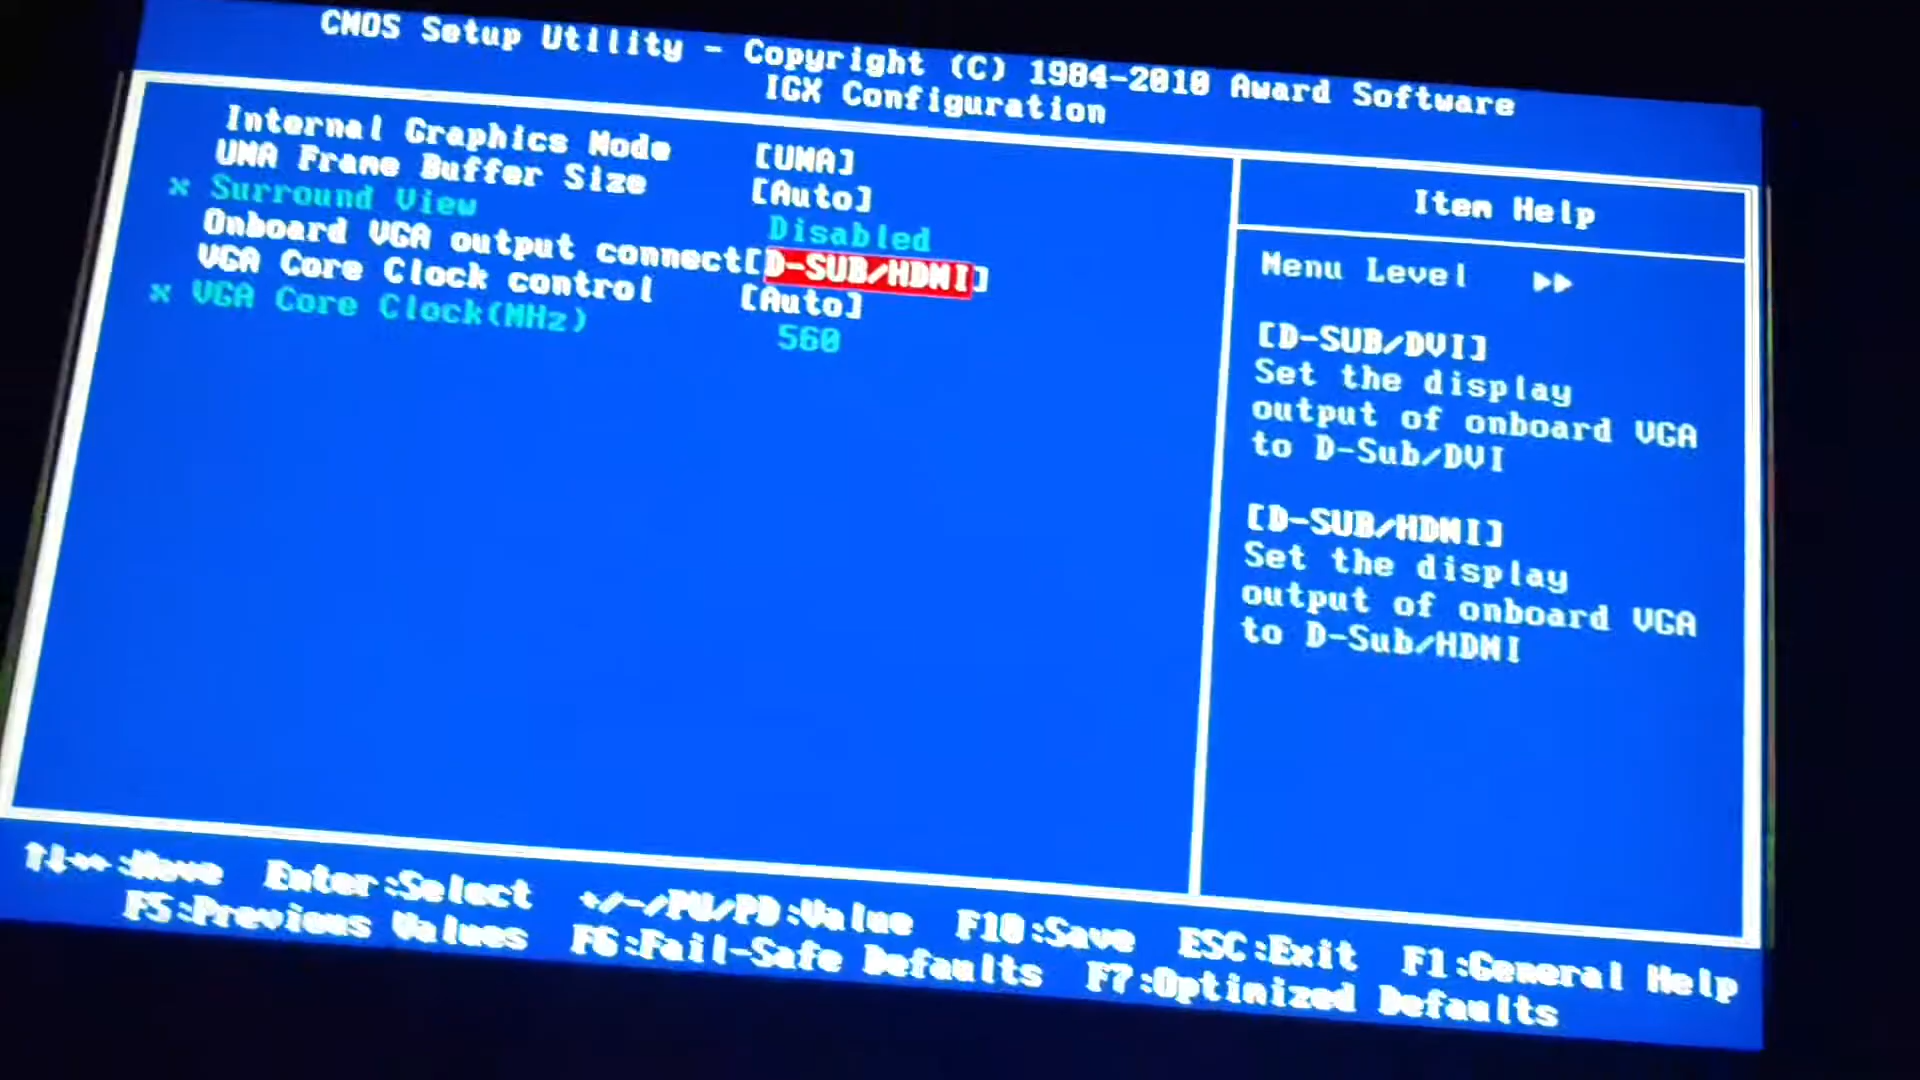 CMOS Setup Utility - Copyright (C) 1984-2010 Award Software
IGX Configuration
Internal Graphics Mode [UMA]
UMA Frame Buffer Size [Auto]
x Surround View Disabled
Onboard VGA output connect[D-SUB/HDMI]
VGA Core Clock control [Auto]
x VGA Core Clock(MHz) 560
Item Help
Menu Level ▶▶
[D-SUB/DVI]
Set the display
output of onboard VGA
to D-Sub/DVI
[D-SUB/HDMI]
Set the display
output of onboard VGA
to D-Sub/HDMI
↑↓→←:Move Enter:Select +/-/PU/PD:Value F10:Save ESC:Exit F1:General Help
F5:Previous Values F6:Fail-Safe Defaults F7:Optimized Defaults